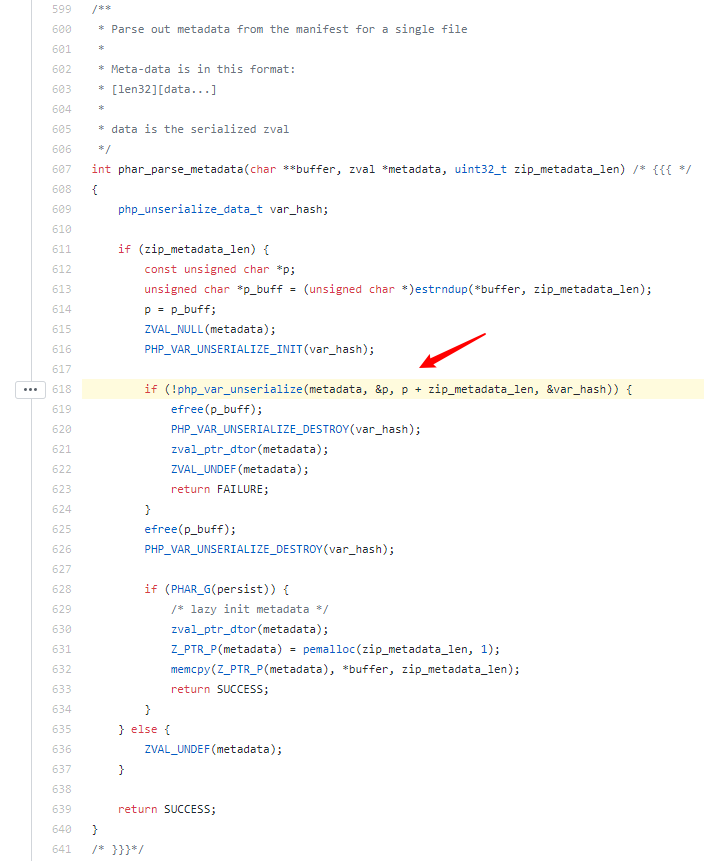 599 /**
600  * Parse out metadata from the manifest for a single file
601  *
602  * Meta-data is in this format:
603  * [len32][data...]
604  *
605  * data is the serialized zval
606  */
607 int phar_parse_metadata(char **buffer, zval *metadata, uint32_t zip_metadata_len) /* {{{ */
608 {
609     php_unserialize_data_t var_hash;
610
611     if (zip_metadata_len) {
612         const unsigned char *p;
613         unsigned char *p_buff = (unsigned char *)estrndup(*buffer, zip_metadata_len);
614         p = p_buff;
615         ZVAL_NULL(metadata);
616         PHP_VAR_UNSERIALIZE_INIT(var_hash);
617
... 618         if (!php_var_unserialize(metadata, &p, p + zip_metadata_len, &var_hash)) {
619             efree(p_buff);
620             PHP_VAR_UNSERIALIZE_DESTROY(var_hash);
621             zval_ptr_dtor(metadata);
622             ZVAL_UNDEF(metadata);
623             return FAILURE;
624         }
625         efree(p_buff);
626         PHP_VAR_UNSERIALIZE_DESTROY(var_hash);
627
628         if (PHAR_G(persist)) {
629             /* lazy init metadata */
630             zval_ptr_dtor(metadata);
631             Z_PTR_P(metadata) = pemalloc(zip_metadata_len, 1);
632             memcpy(Z_PTR_P(metadata), *buffer, zip_metadata_len);
633             return SUCCESS;
634         }
635     } else {
636         ZVAL_UNDEF(metadata);
637     }
638
639     return SUCCESS;
640 }
641 /* }}}*/